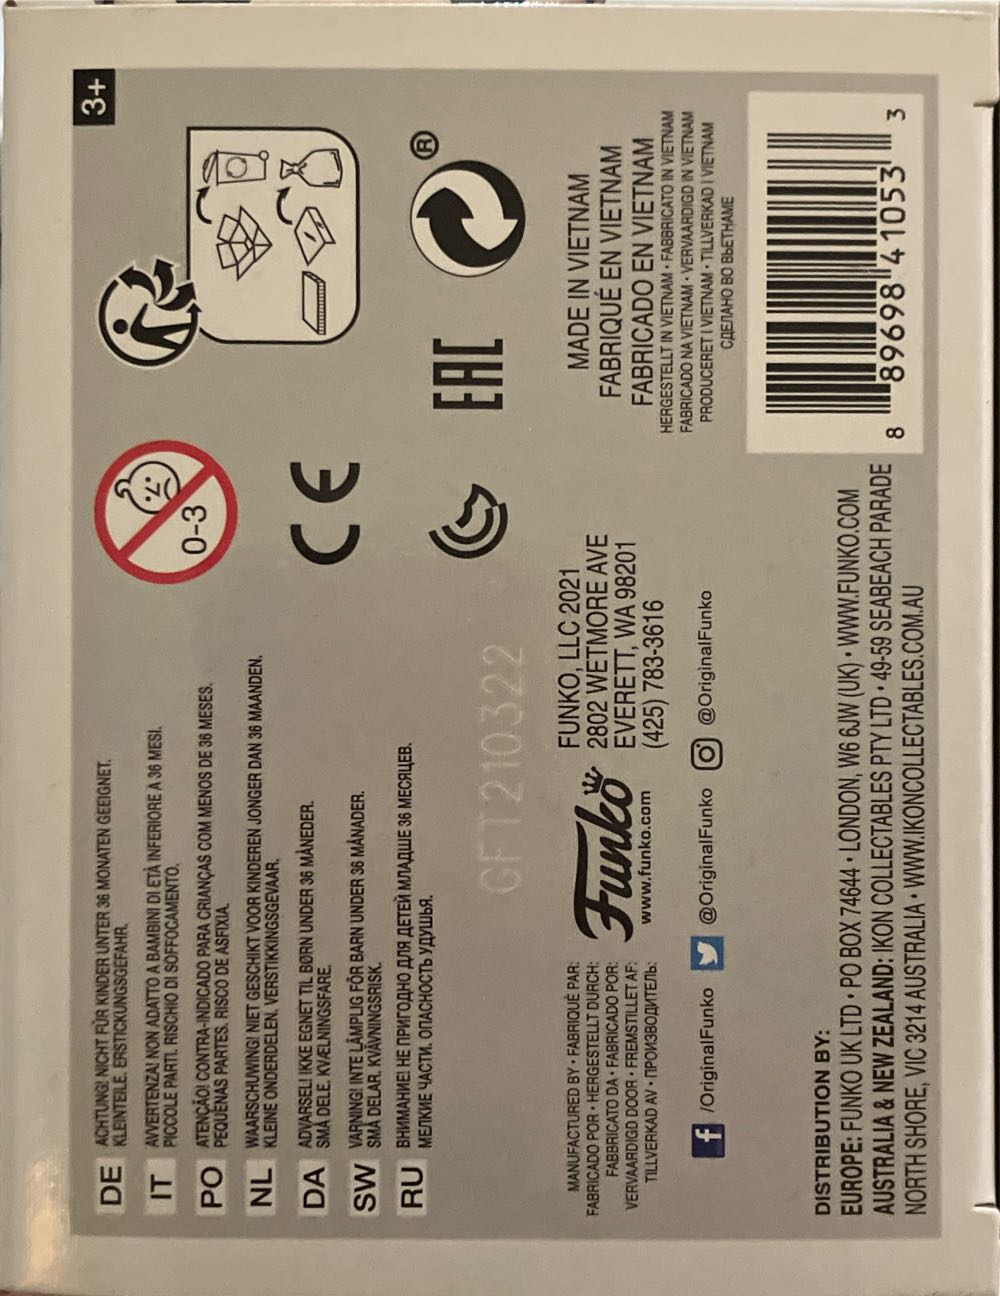 3+
DE
ACHTUNG! NICHT FÜR KINDER UNTER 36 MONATEN GEEIGNET.
KLEINTEILE. ERSTICKUNGSGEFAHR.
IT
AVVERTENZA! NON ADATTO A BAMBINI DI ETÀ INFERIORE A 36 MESI.
PICCOLE PARTI. RISCHIO DI SOFFOCAMENTO.
PO
ATENÇÃO! CONTRA-INDICADO PARA CRIANÇAS COM MENOS DE 36 MESES.
PEQUENAS PARTES. RISCO DE ASFIXIA.
NL
WAARSCHUWING! NIET GESCHIKT VOOR KINDEREN JONGER DAN 36 MAANDEN.
KLEINE ONDERDELEN. VERSTIKKINGSGEVAAR.
DA
ADVARSEL! IKKE EGNET TIL BØRN UNDER 36 MÅNEDER.
SMÅ DELE. KVÆLNINGSFARE.
SW
VARNING! INTE LÄMPLIG FÖR BARN UNDER 36 MÅNADER.
SMÅ DELAR. KVÄVNINGSRISK.
RU
ВНИМАНИЕ! НЕ ПРИГОДНО ДЛЯ ДЕТЕЙ МЛАДШЕ 36 МЕСЯЦЕВ.
МЕЛКИЕ ЧАСТИ. ОПАСНОСТЬ УДУШЬЯ.
0-3
CE
EAC
®
GFT210322
MANUFACTURED BY • FABRIQUÉ PAR:
FABRICADO POR • HERGESTELLT DURCH:
FABBRICATO DA • FABRICADO POR:
VERVAARDIGD DOOR • FREMSTILLET AF:
TILLVERKAD AV • ПРОИЗВОДИТЕЛЬ:
Funko
www.funko.com
FUNKO, LLC 2021
2802 WETMORE AVE
EVERETT, WA 98201
(425) 783-3616
MADE IN VIETNAM
FABRIQUÉ EN VIETNAM
FABRICADO EN VIETNAM
HERGESTELLT IN VIETNAM • FABBRICATO IN VIETNAM
FABRICADO NA VIETNAM • VERVAARDIGD IN VIETNAM
PRODUCERET I VIETNAM • TILLVERKAD I VIETNAM
СДЕЛАНО ВО ВЬЕТНАМЕ
f /OriginalFunko @OriginalFunko @OriginalFunko
DISTRIBUTION BY:
EUROPE: FUNKO UK LTD • PO BOX 74644 • LONDON, W6 6JW (UK) • WWW.FUNKO.COM
AUSTRALIA & NEW ZEALAND: IKON COLLECTABLES PTY LTD • 49-59 SEABEACH PARADE
NORTH SHORE, VIC 3214 AUSTRALIA • WWW.IKONCOLLECTABLES.COM.AU
8 89698 41053 3